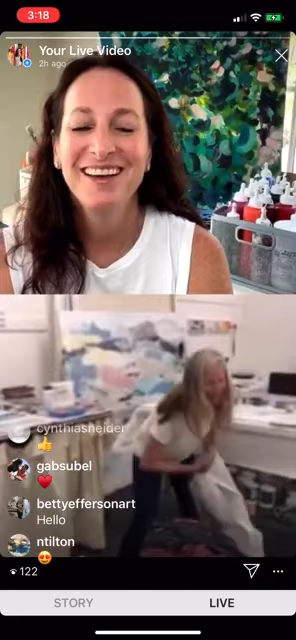 3:18
Your Live Video
2h ago
cynthiasneider
gabsubel
bettyeffersonart
Hello
ntilton
122
STORY
LIVE